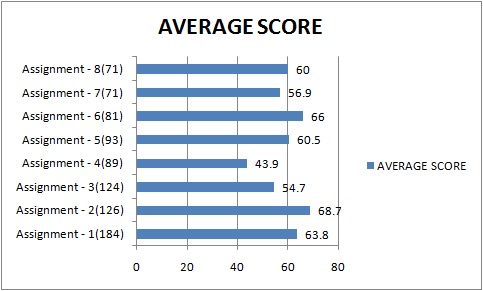 AVERAGE SCORE
Assignment - 8(71) 60
Assignment - 7(71) 56.9
Assignment - 6(81) 66
Assignment - 5(93) 60.5
Assignment - 4(89) 43.9
Assignment - 3(124) 54.7
Assignment - 2(126) 68.7
Assignment - 1(184) 63.8
0 20 40 60 80
AVERAGE SCORE